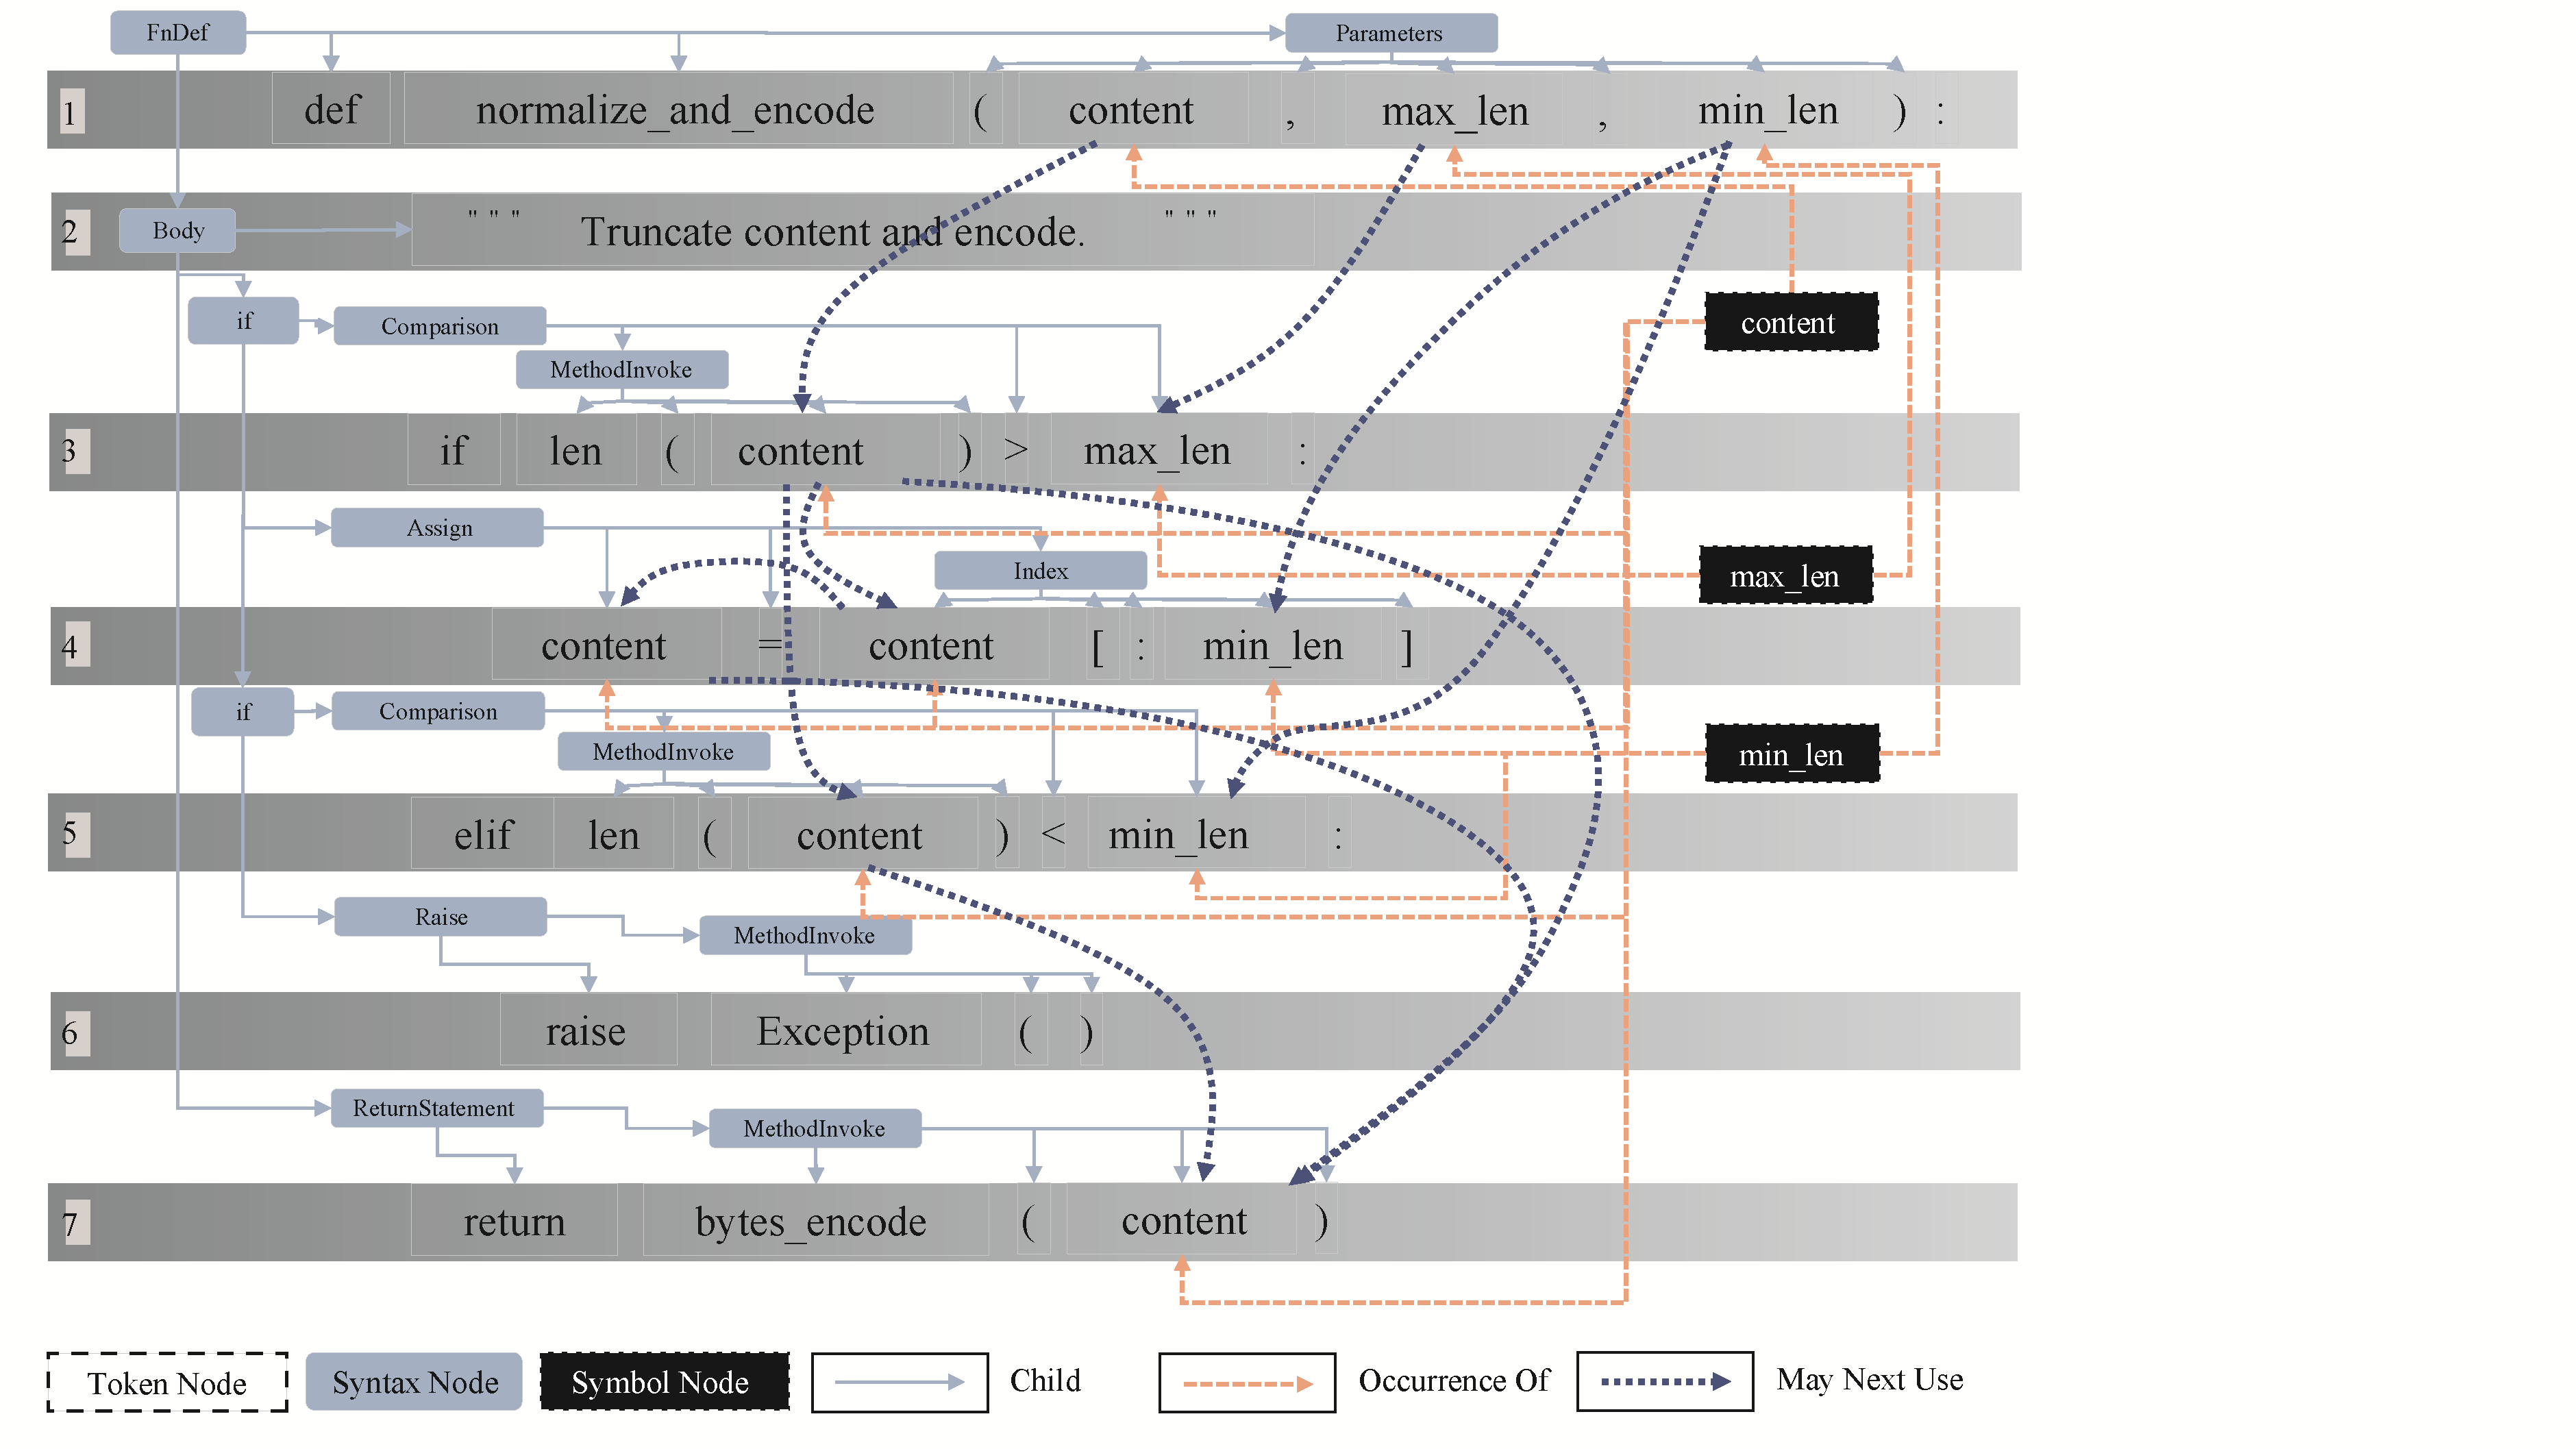 FnDef Parameters
1 def normalize_and_encode ( content , max_len , min_len ) :
2 Body """ Truncate content and encode. """
if Comparison content
MethodInvoke
3 if len ( content ) > max_len :
Assign
Index max_len
4 content = content [ : min_len ]
if Comparison
MethodInvoke min_len
5 elif len ( content ) < min_len :
Raise
MethodInvoke
6 raise Exception ( )
ReturnStatement
MethodInvoke
7 return bytes_encode ( content )
Token Node Syntax Node Symbol Node Child Occurrence Of May Next Use